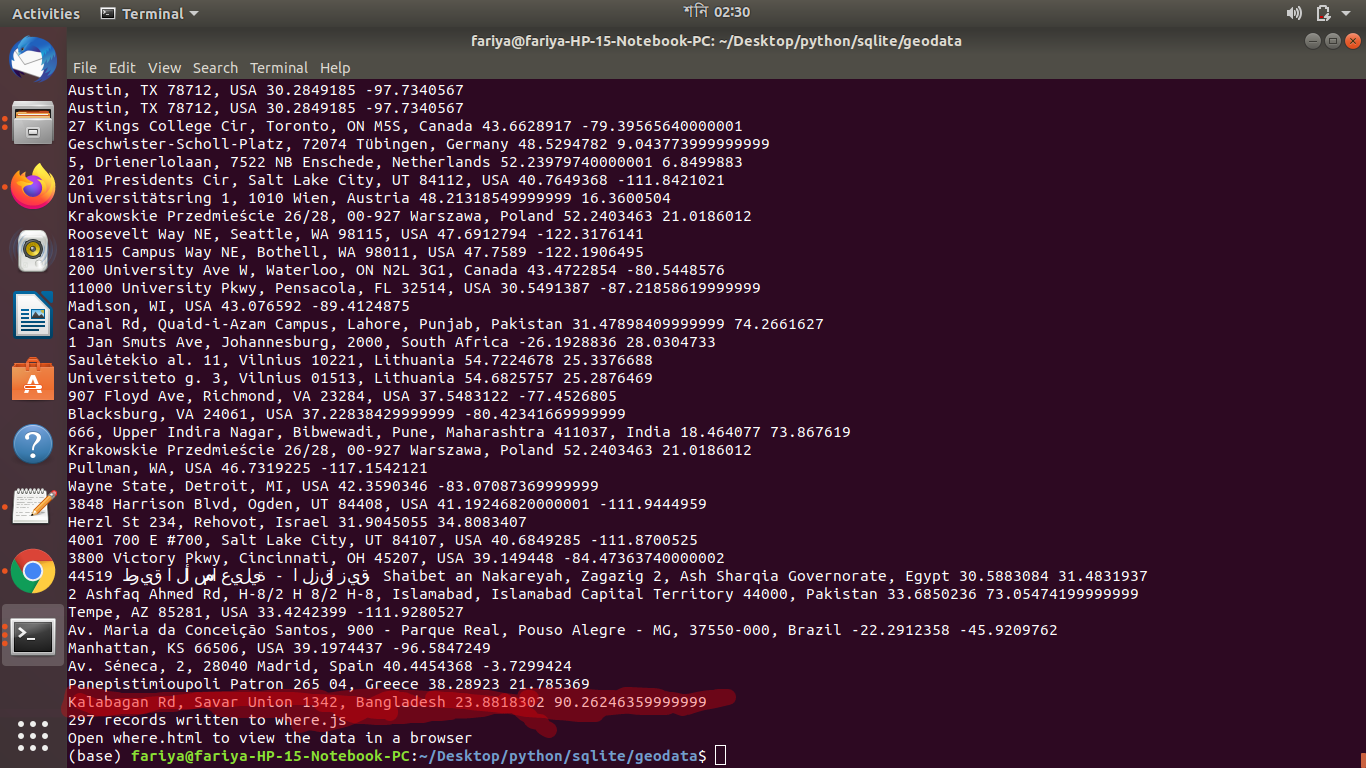 Activities Terminal শনি 02:30
fariya@fariya-HP-15-Notebook-PC: ~/Desktop/python/sqlite/geodata
File Edit View Search Terminal Help
Austin, TX 78712, USA 30.2849185 -97.7340567
Austin, TX 78712, USA 30.2849185 -97.7340567
27 Kings College Cir, Toronto, ON M5S, Canada 43.6628917 -79.39565640000001
Geschwister-Scholl-Platz, 72074 Tübingen, Germany 48.5294782 9.043773999999999
5, Drienerlolaan, 7522 NB Enschede, Netherlands 52.23979740000001 6.8499883
201 Presidents Cir, Salt Lake City, UT 84112, USA 40.7649368 -111.8421021
Universitätsring 1, 1010 Wien, Austria 48.21318549999999 16.3600504
Krakowskie Przedmieście 26/28, 00-927 Warszawa, Poland 52.2403463 21.0186012
Roosevelt Way NE, Seattle, WA 98115, USA 47.6912794 -122.3176141
18115 Campus Way NE, Bothell, WA 98011, USA 47.7589 -122.1906495
200 University Ave W, Waterloo, ON N2L 3G1, Canada 43.4722854 -80.5448576
11000 University Pkwy, Pensacola, FL 32514, USA 30.5491387 -87.21858619999999
Madison, WI, USA 43.076592 -89.4124875
Canal Rd, Quaid-i-Azam Campus, Lahore, Punjab, Pakistan 31.47898409999999 74.2661627
1 Jan Smuts Ave, Johannesburg, 2000, South Africa -26.1928836 28.0304733
Saulėtekio al. 11, Vilnius 10221, Lithuania 54.7224678 25.3376688
Universiteto g. 3, Vilnius 01513, Lithuania 54.6825757 25.2876469
907 Floyd Ave, Richmond, VA 23284, USA 37.5483122 -77.4526805
Blacksburg, VA 24061, USA 37.22838429999999 -80.42341669999999
666, Upper Indira Nagar, Bibwewadi, Pune, Maharashtra 411037, India 18.464077 73.867619
Krakowskie Przedmieście 26/28, 00-927 Warszawa, Poland 52.2403463 21.0186012
Pullman, WA, USA 46.7319225 -117.1542121
Wayne State, Detroit, MI, USA 42.3590346 -83.07087369999999
3848 Harrison Blvd, Ogden, UT 84408, USA 41.19246820000001 -111.9444959
Herzl St 234, Rehovot, Israel 31.9045055 34.8083407
4001 700 E #700, Salt Lake City, UT 84107, USA 40.6849285 -111.8700525
3800 Victory Pkwy, Cincinnati, OH 45207, USA 39.149448 -84.47363740000002
44519 الزقازيق - Shaibet an Nakareyah, Zagazig 2, Ash Sharqia Governorate, Egypt 30.5883084 31.4831937
2 Ashfaq Ahmed Rd, H-8/2 H 8/2 H-8, Islamabad, Islamabad Capital Territory 44000, Pakistan 33.6850236 73.05474199999999
Tempe, AZ 85281, USA 33.4242399 -111.9280527
Av. Maria da Conceição Santos, 900 - Parque Real, Pouso Alegre - MG, 37550-000, Brazil -22.2912358 -45.9209762
Manhattan, KS 66506, USA 39.1974437 -96.5847249
Av. Séneca, 2, 28040 Madrid, Spain 40.4454368 -3.7299424
Panepistimioupoli Patron 265 04, Greece 38.28923 21.785369
Kalabagan Rd, Savar Union 1342, Bangladesh 23.8818302 90.26246359999999
297 records written to where.js
Open where.html to view the data in a browser
(base) fariya@fariya-HP-15-Notebook-PC:~/Desktop/python/sqlite/geodata$